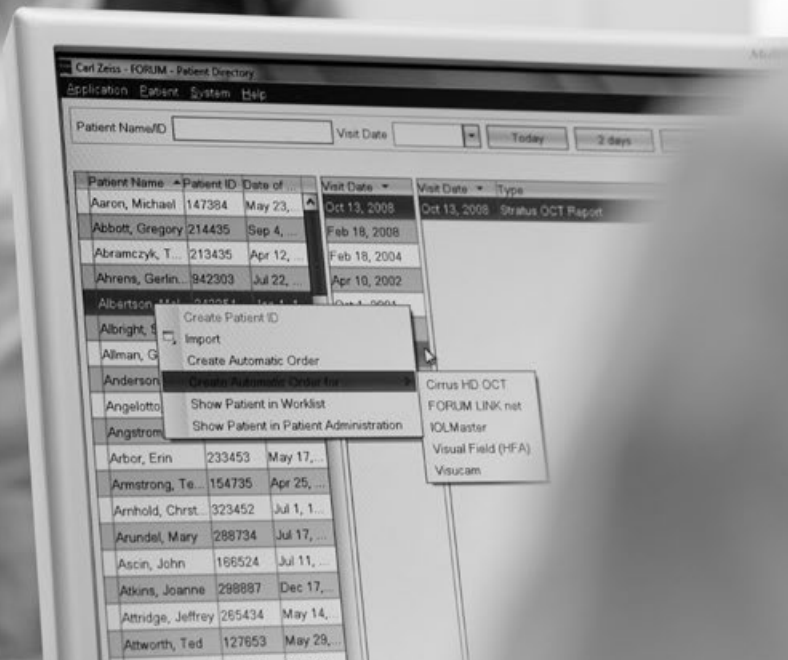 Carl Zeiss - FORUM - Patient Directory
Application Patient System Help
Patient Name/ID Visit Date Today 2 days
Patient Name Patient ID Date of ... Visit Date Visit Date Type
Aaron, Michael 147384 May 23,... Oct 13, 2008 Oct 13, 2008 Stratus OCT Report
Abbott, Gregory 214435 Sep 4, ... Feb 18, 2008
Abramczyk, T... 213435 Apr 12, ... Feb 18, 2004
Ahrens, Gerlin... 942303 Jul 22, ... Apr 10, 2002
Albertson,
Create Patient ID
Albright,
Import
Allman, G
Create Automatic Order
Anderson
Create Automatic Order for
Cirrus HD OCT
Angelotto
Show Patient in Worklist
FORUM LINK net
Angstrom
Show Patient in Patient Administration
IOLMaster
Arbor, Erin 233453 May 17,...
Visual Field (HFA)
Visucam
Armstrong, Te... 154735 Apr 25, ...
Arnhold, Chrst... 323452 Jul 1, 1...
Arundel, Mary 288734 Jul 17, ...
Ascin, John 166524 Jul 11, ...
Atkins, Joanne 298887 Dec 17,...
Attridge, Jeffrey 265434 May 14,
Attworth, Ted 127653 May 29,...